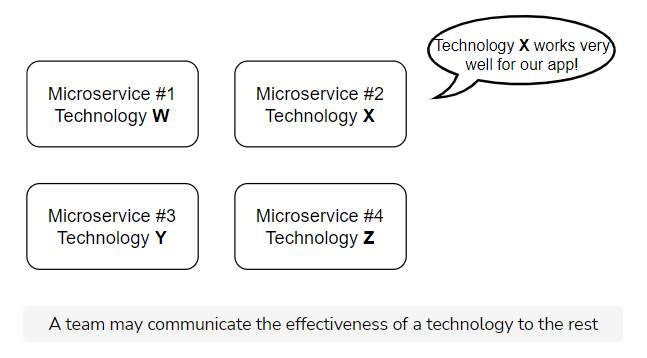 Technology X works very
well for our app!
Microservice #1
Technology W
Microservice #2
Technology X
Microservice #3
Technology Y
Microservice #4
Technology Z
A team may communicate the effectiveness of a technology to the rest